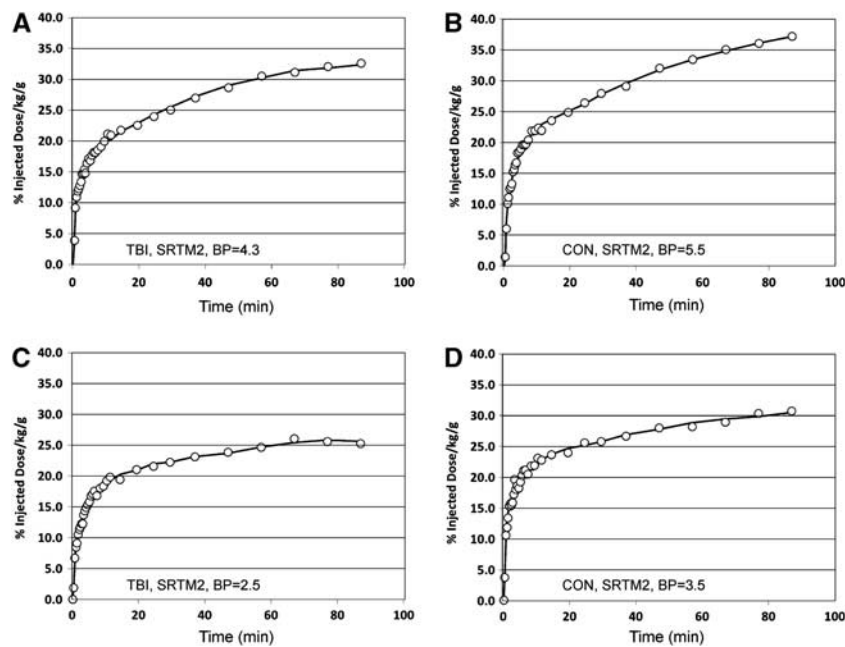 A
% Injected Dose/kg/g
40.0
35.0
30.0
25.0
20.0
15.0
10.0
5.0
0.0
TBI, SRTM2, BP=4.3
0 20 40 60 80 100
Time (min)
B
% Injected Dose/kg/g
40.0
35.0
30.0
25.0
20.0
15.0
10.0
5.0
0.0
CON, SRTM2, BP=5.5
0 20 40 60 80 100
Time (min)
C
% Injected Dose/kg/g
40.0
35.0
30.0
25.0
20.0
15.0
10.0
5.0
0.0
TBI, SRTM2, BP=2.5
0 20 40 60 80 100
Time (min)
D
% Injected Dose/kg/g
40.0
35.0
30.0
25.0
20.0
15.0
10.0
5.0
0.0
CON, SRTM2, BP=3.5
0 20 40 60 80 100
Time (min)